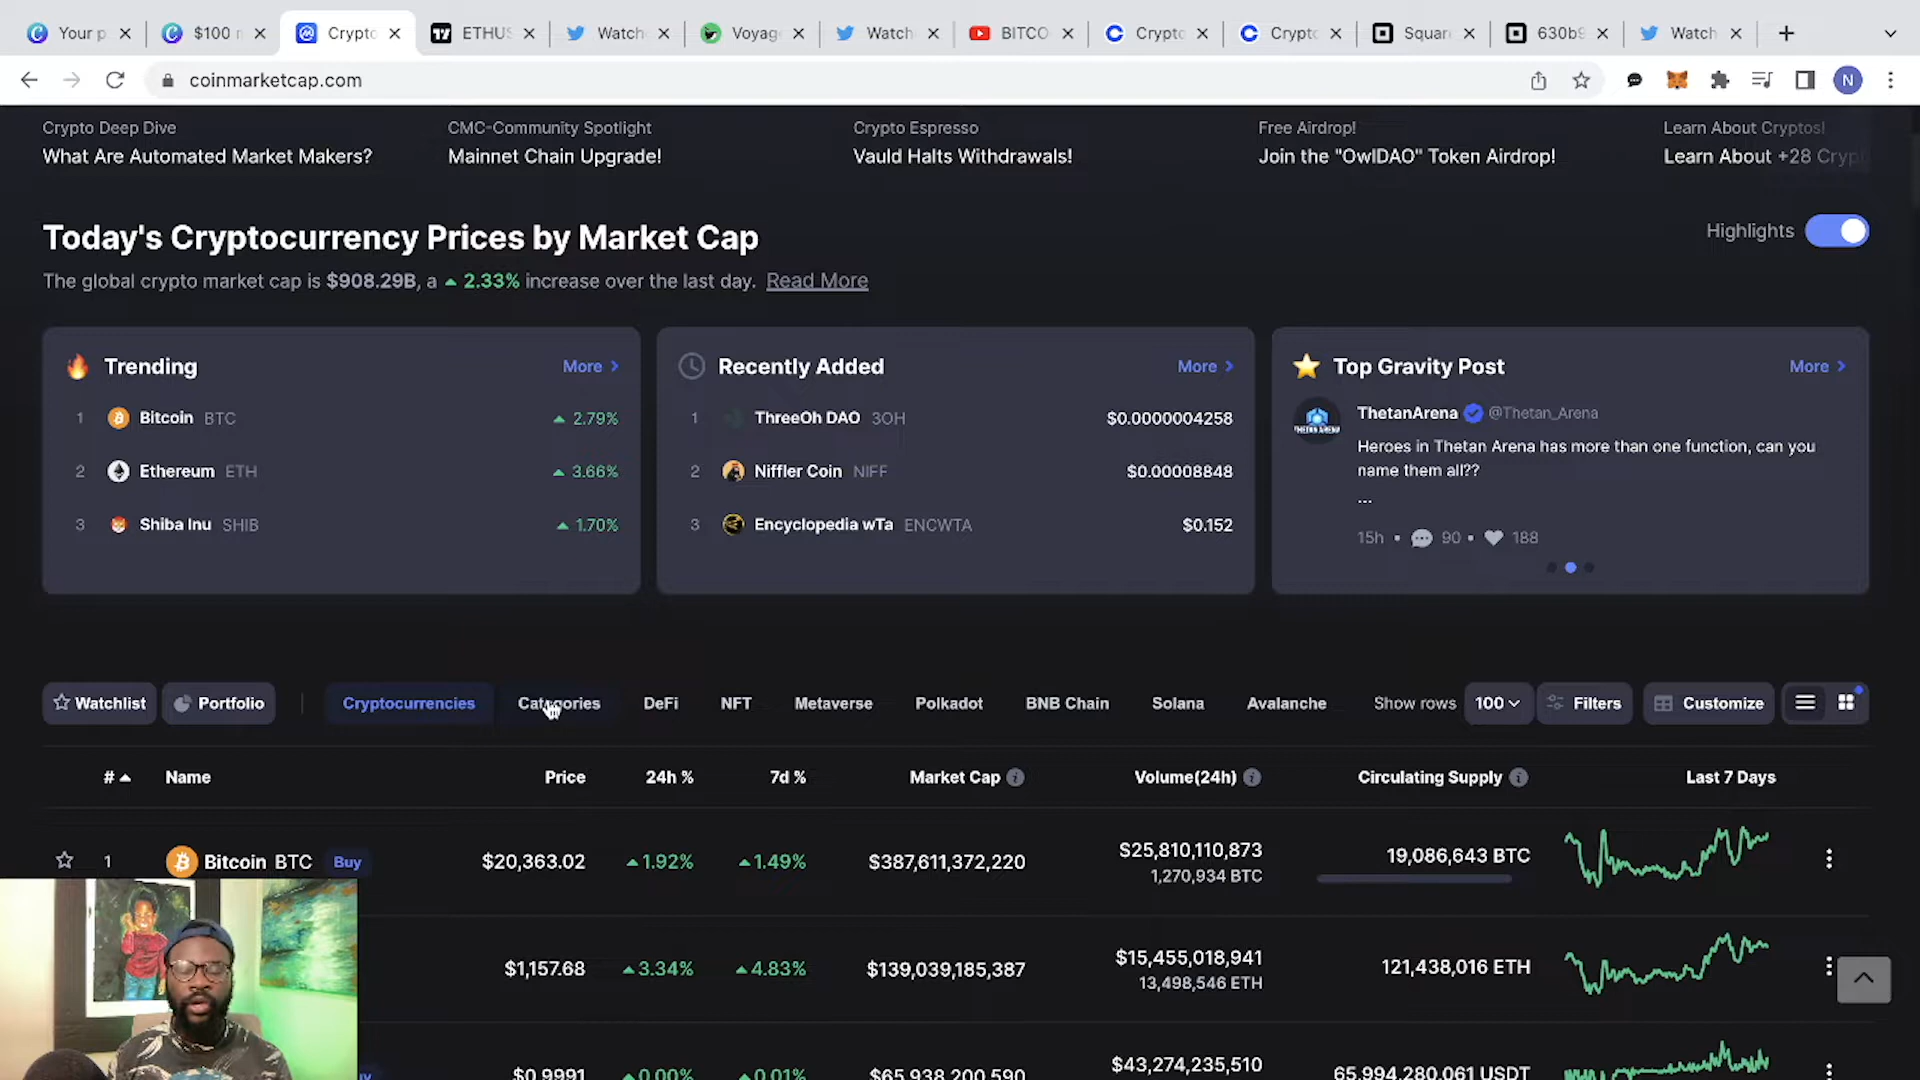 Your p
$100
Crypto
ETHUS
Watch
Voyag
Watch
BITCO
Crypto
Crypto
Squar
630b9
Watch
coinmarketcap.com
N
Crypto Deep Dive
CMC-Community Spotlight
Crypto Espresso
Free Airdrop!
Learn About Cryptos!
What Are Automated Market Makers?
Mainnet Chain Upgrade!
Vauld Halts Withdrawals!
Join the "OwlDAO" Token Airdrop!
Learn About +28 Crypt
Today's Cryptocurrency Prices by Market Cap
Highlights
The global crypto market cap is $908.29B, a 2.33% increase over the last day. Read More
Trending
More
1 Bitcoin BTC 2.79%
2 Ethereum ETH 3.66%
3 Shiba Inu SHIB 1.70%
Recently Added
More
1 ThreeOh DAO 3OH $0.0000004258
2 Niffler Coin NIFF $0.00008848
3 Encyclopedia wTa ENCWTA $0.152
Top Gravity Post
More
THETAN ARENA
ThetanArena @Thetan_Arena
Heroes in Thetan Arena has more than one function, can you
name them all??
...
15h • 90 • 188
Watchlist Portfolio Cryptocurrencies Categories DeFi NFT Metaverse Polkadot BNB Chain Solana Avalanche Show rows 100 Filters Customize
# Name Price 24h % 7d % Market Cap Volume(24h) Circulating Supply Last 7 Days
1 Bitcoin BTC Buy $20,363.02 1.92% 1.49% $387,611,372,220 $25,810,110,873 19,086,643 BTC
1,270,934 BTC
$1,157.68 3.34% 4.83% $139,039,185,387 $15,455,018,941 121,438,016 ETH
13,498,546 ETH
$0.9991 0.00% 0.01% $65,938,200,590 $43,274,235,510 65,994,280,061 USDT